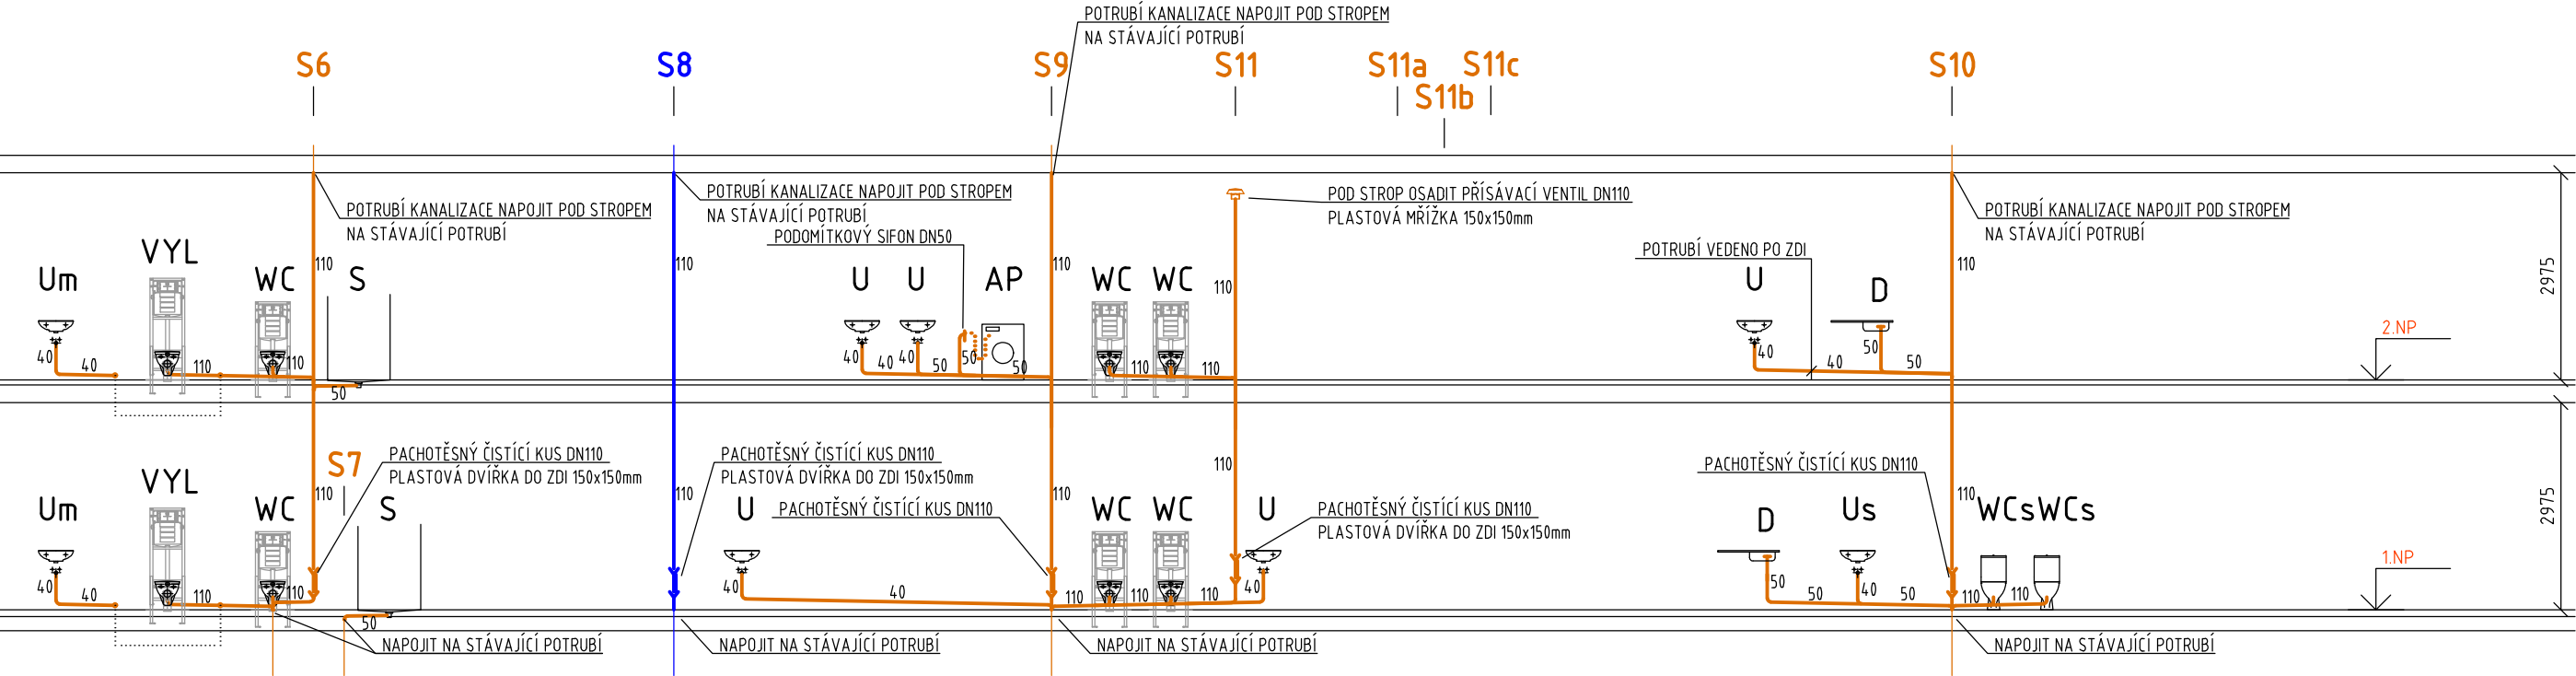 POTRUBÍ KANALIZACE NAPOJIT POD STROPEM
NA STÁVAJÍCÍ POTRUBÍ
S6
S8
S9
S11
S11a
S11b
S11c
S10
POTRUBÍ KANALIZACE NAPOJIT POD STROPEM
NA STÁVAJÍCÍ POTRUBÍ
POTRUBÍ KANALIZACE NAPOJIT POD STROPEM
NA STÁVAJÍCÍ POTRUBÍ
PODOMÍTKOVÝ SIFON DN50
POD STROP OSADIT PŘÍSÁVACÍ VENTIL DN110
PLASTOVÁ MŘÍŽKA 150x150mm
POTRUBÍ KANALIZACE NAPOJIT POD STROPEM
NA STÁVAJÍCÍ POTRUBÍ
POTRUBÍ VEDENO PO ZDI
Um
VYL
WC
110
S
110
U
U
AP
110
WC
WC
110
U
D
110
2975
2.NP
40
40
110
110
50
40
40
40
50
50
50
110
110
40
40
50
50
S7
PACHOTĚSNÝ ČISTÍCÍ KUS DN110
PLASTOVÁ DVÍŘKA DO ZDI 150x150mm
PACHOTĚSNÝ ČISTÍCÍ KUS DN110
PLASTOVÁ DVÍŘKA DO ZDI 150x150mm
PACHOTĚSNÝ ČISTÍCÍ KUS DN110
110
PACHOTĚSNÝ ČISTÍCÍ KUS DN110
PLASTOVÁ DVÍŘKA DO ZDI 150x150mm
PACHOTĚSNÝ ČISTÍCÍ KUS DN110
Um
VYL
WC
110
S
110
U
110
WC
WC
U
D
Us
110
WCs
WCs
2975
1.NP
40
40
110
110
50
40
40
110
110
110
40
50
50
40
50
110
110
NAPOJIT NA STÁVAJÍCÍ POTRUBÍ
NAPOJIT NA STÁVAJÍCÍ POTRUBÍ
NAPOJIT NA STÁVAJÍCÍ POTRUBÍ
NAPOJIT NA STÁVAJÍCÍ POTRUBÍ